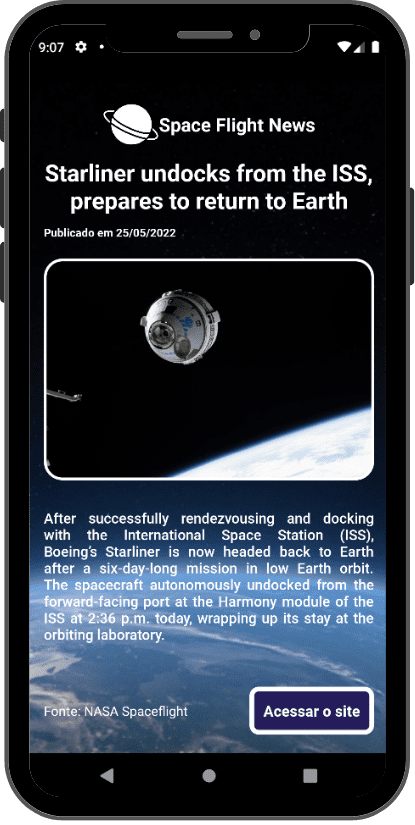 9:07
Space Flight News
Starliner undocks from the ISS,
prepares to return to Earth
Publicado em 25/05/2022
After successfully rendezvousing and docking
with the International Space Station (ISS),
Boeing’s Starliner is now headed back to Earth
after a six-day-long mission in low Earth orbit.
The spacecraft autonomously undocked from the
forward-facing port at the Harmony module of the
ISS at 2:36 p.m. today, wrapping up its stay at the
orbiting laboratory.
Fonte: NASA Spaceflight
Acessar o site